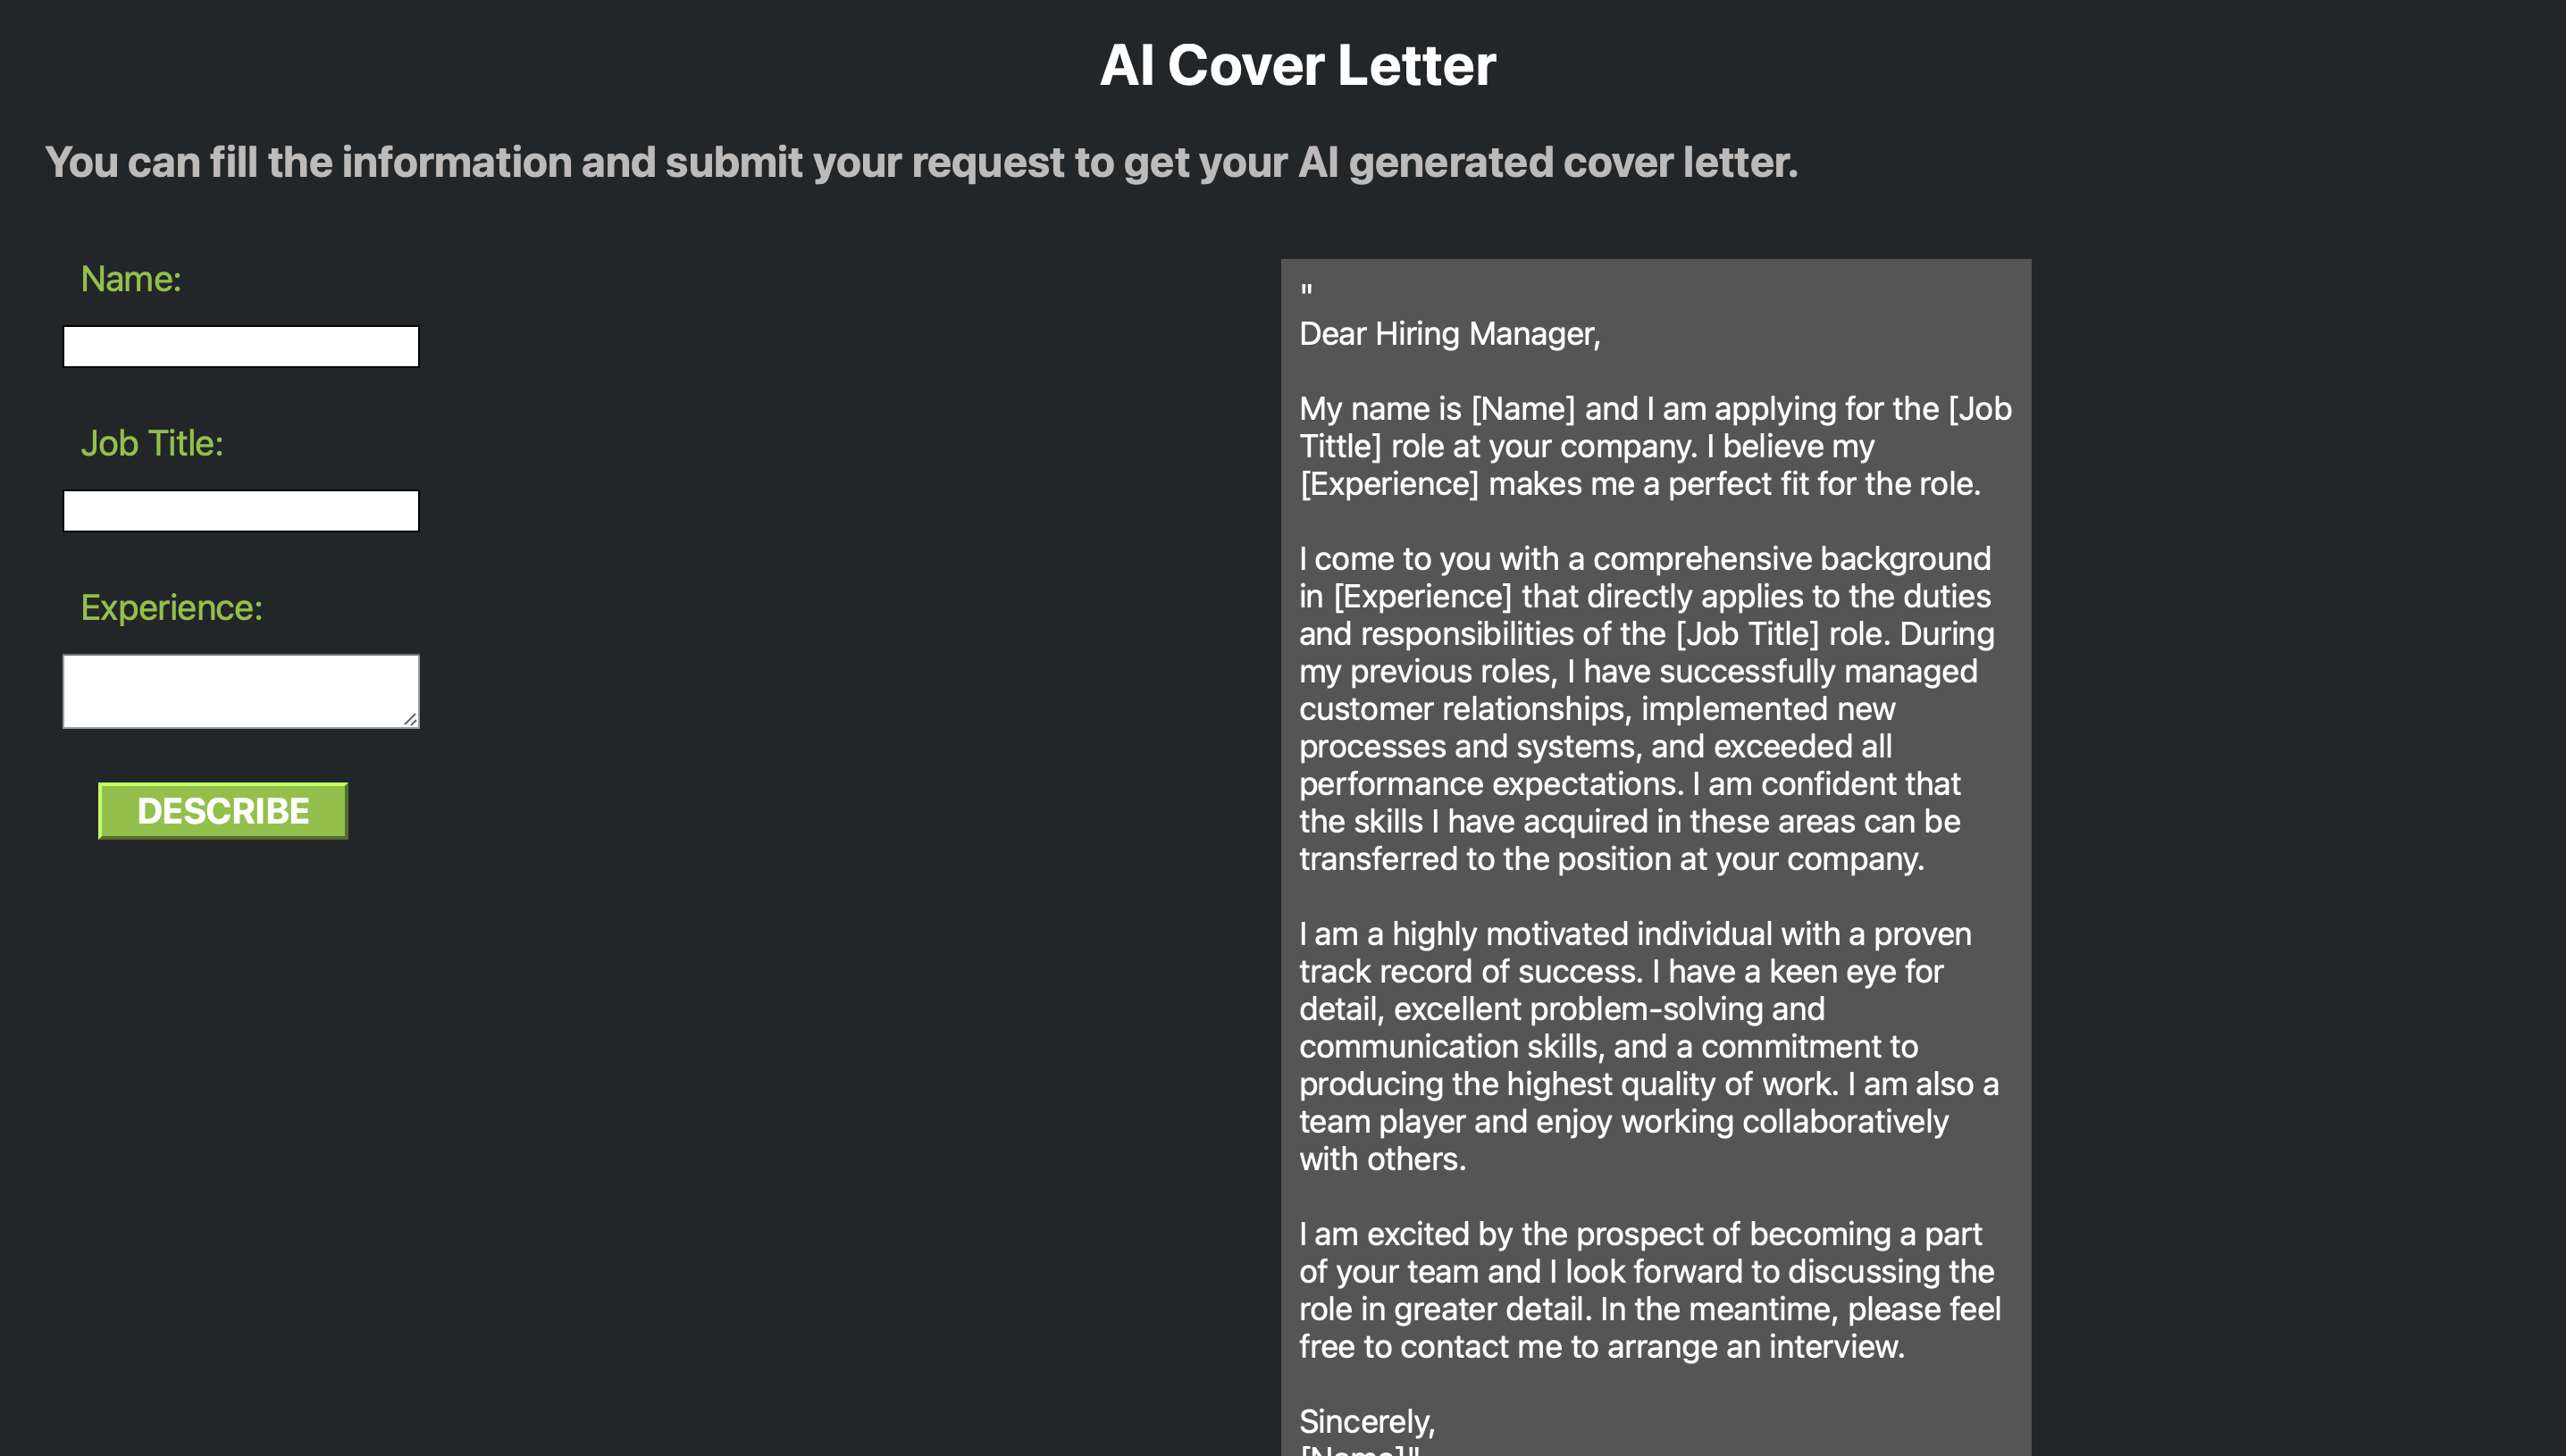 AI Cover Letter
You can fill the information and submit your request to get your AI generated cover letter.
Name:
Job Title:
Experience:
DESCRIBE
"
Dear Hiring Manager,
My name is [Name] and I am applying for the [Job
Tittle] role at your company. I believe my
[Experience] makes me a perfect fit for the role.
I come to you with a comprehensive background
in [Experience] that directly applies to the duties
and responsibilities of the [Job Title] role. During
my previous roles, I have successfully managed
customer relationships, implemented new
processes and systems, and exceeded all
performance expectations. I am confident that
the skills I have acquired in these areas can be
transferred to the position at your company.
I am a highly motivated individual with a proven
track record of success. I have a keen eye for
detail, excellent problem-solving and
communication skills, and a commitment to
producing the highest quality of work. I am also a
team player and enjoy working collaboratively
with others.
I am excited by the prospect of becoming a part
of your team and I look forward to discussing the
role in greater detail. In the meantime, please feel
free to contact me to arrange an interview.
Sincerely,
[Name]"